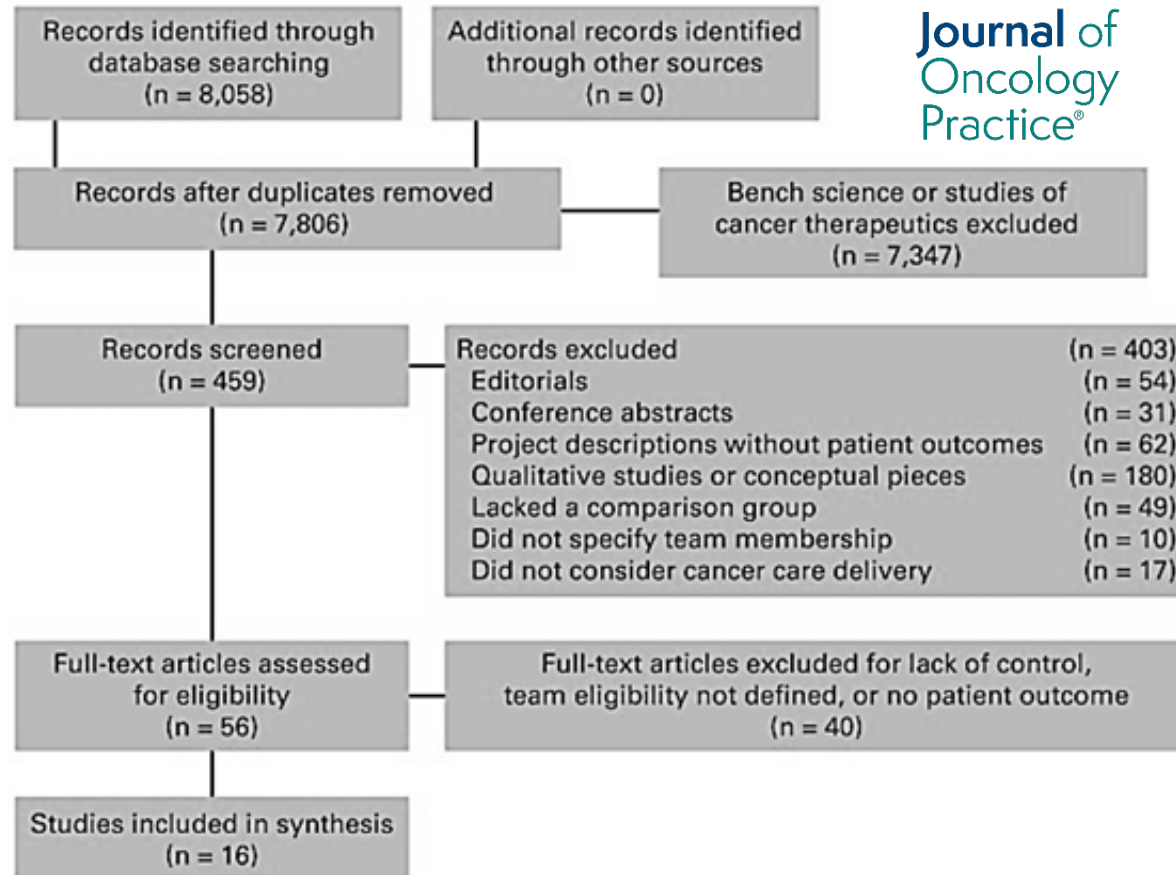 Records identified through
database searching
(n = 8,058)
Additional records identified
through other sources
(n = 0)
Journal of
Oncology
Practice®
Records after duplicates removed
(n = 7,806)
Bench science or studies of
cancer therapeutics excluded
(n = 7,347)
Records screened
(n = 459)
Records excluded (n = 403)
Editorials (n = 54)
Conference abstracts (n = 31)
Project descriptions without patient outcomes (n = 62)
Qualitative studies or conceptual pieces (n = 180)
Lacked a comparison group (n = 49)
Did not specify team membership (n = 10)
Did not consider cancer care delivery (n = 17)
Full-text articles assessed
for eligibility
(n = 56)
Full-text articles excluded for lack of control,
team eligibility not defined, or no patient outcome
(n = 40)
Studies included in synthesis
(n = 16)